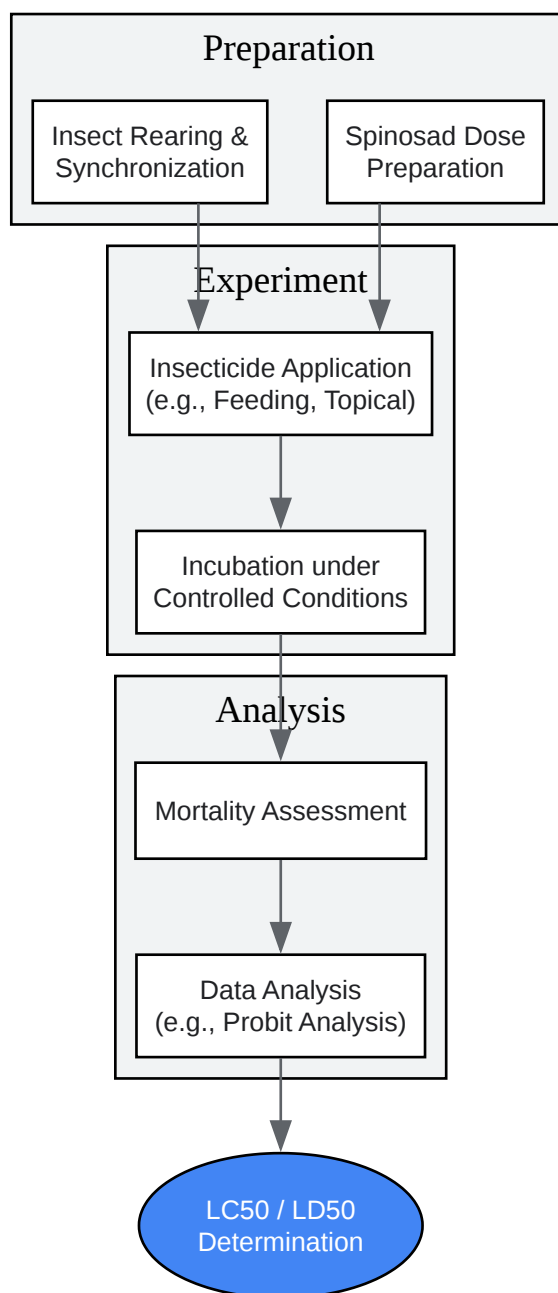 Preparation
Insect Rearing &
Synchronization
Spinosad Dose
Preparation
Experiment
Insecticide Application
(e.g., Feeding, Topical)
Incubation under
Controlled Conditions
Analysis
Mortality Assessment
Data Analysis
(e.g., Probit Analysis)
LC50 / LD50
Determination